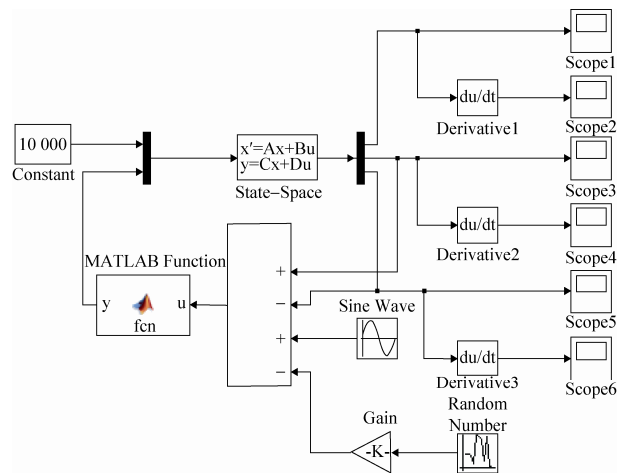 Scope1
du/dt
Derivative1
Scope2
10 000
Constant
x′=Ax+Bu
y=Cx+Du
State−Space
Scope3
du/dt
Derivative2
Scope4
MATLAB Function
y
u
fcn
+
−
+
−
Sine Wave
Scope5
du/dt
Derivative3
Scope6
Gain
-K-
Random
Number